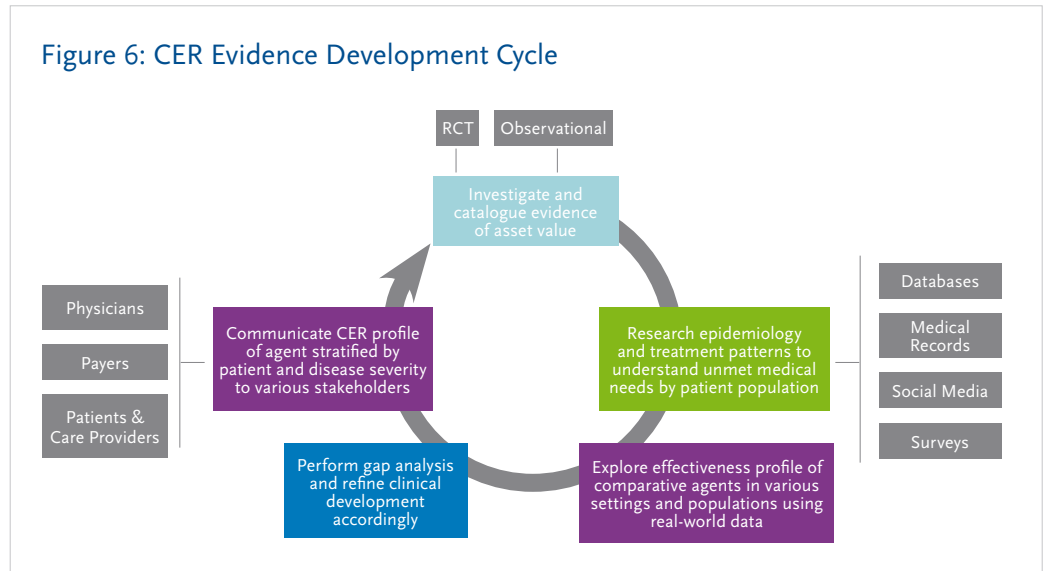 Figure 6: CER Evidence Development Cycle
RCT
Observational
Investigate and
catalogue evidence
of asset value
Physicians
Payers
Patients &
Care Providers
Communicate CER profile
of agent stratified by
patient and disease severity
to various stakeholders
Research epidemiology
and treatment patterns to
understand unmet medical
needs by patient population
Databases
Medical
Records
Social Media
Surveys
Perform gap analysis
and refine clinical
development
accordingly
Explore effectiveness profile of
comparative agents in various
settings and populations using
real-world data